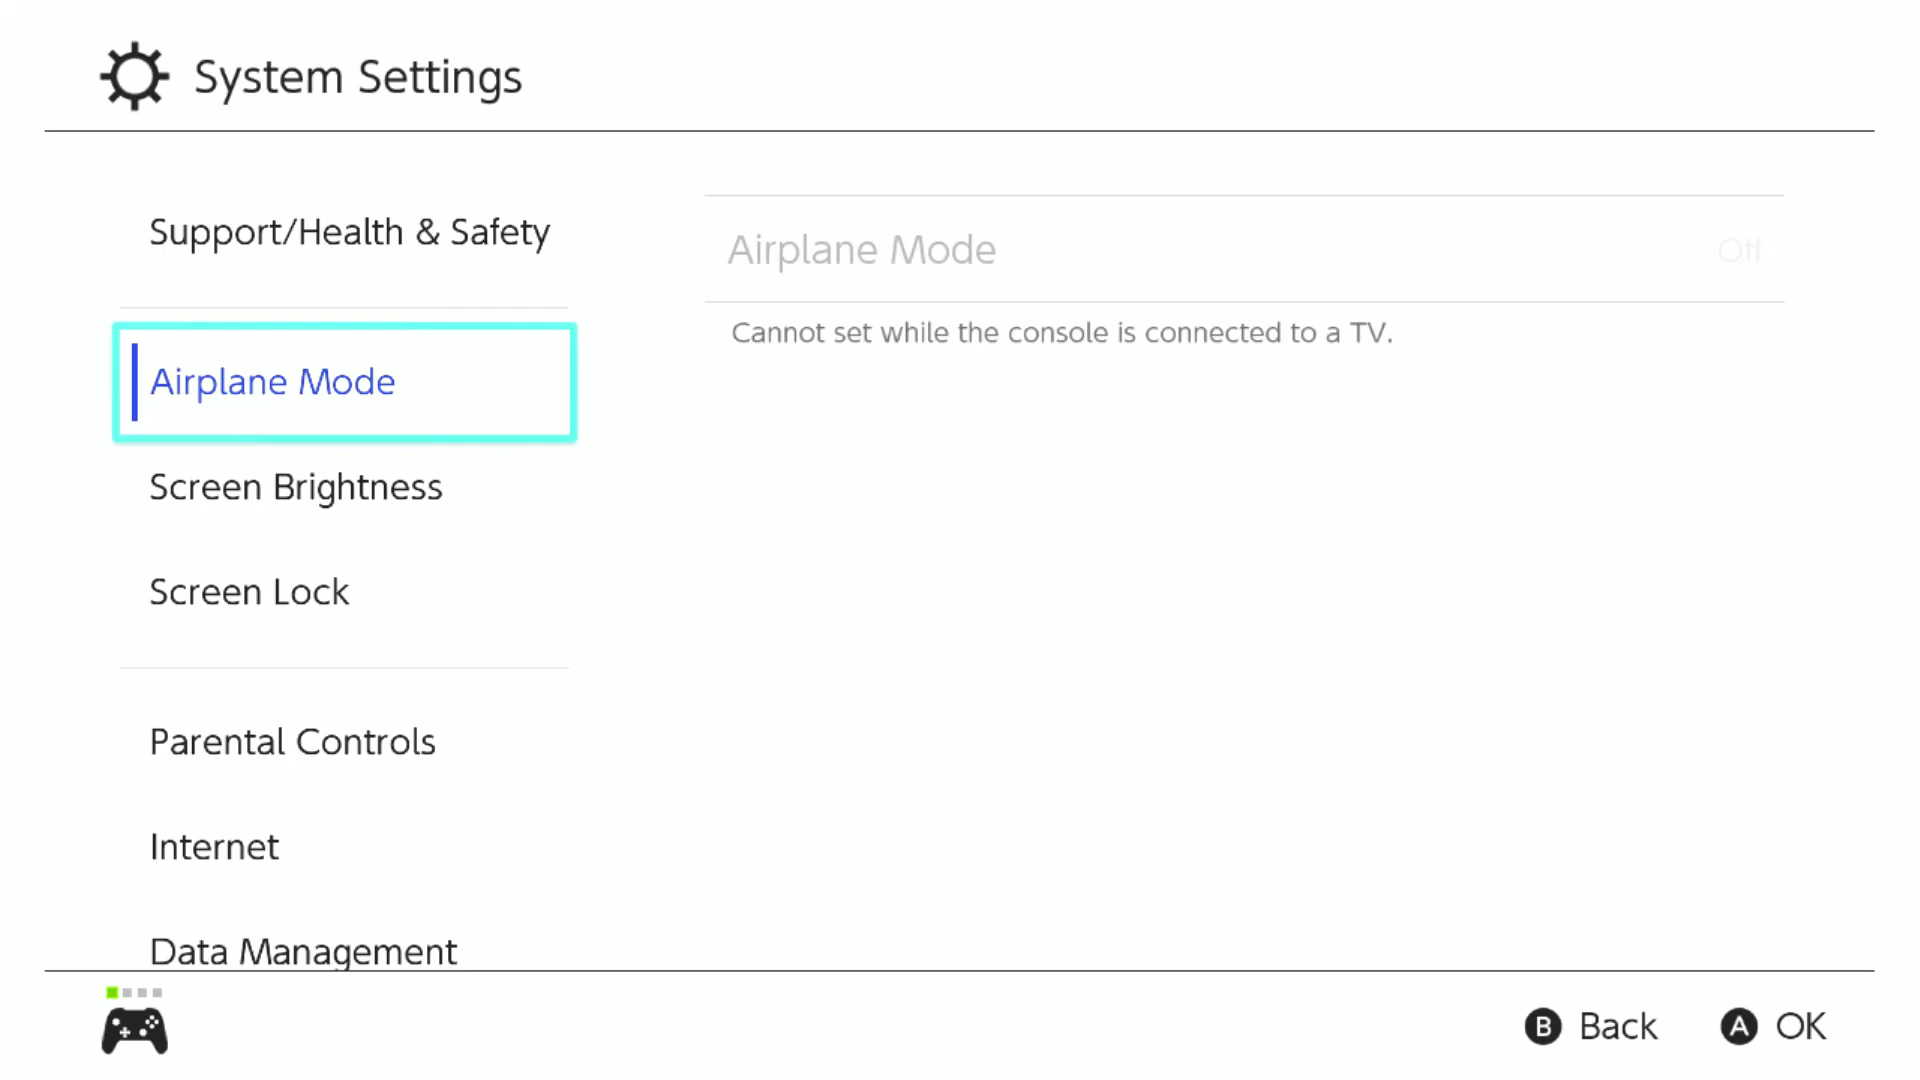 System Settings
Support/Health & Safety
Airplane Mode
Screen Brightness
Screen Lock
Parental Controls
Internet
Data Management
Airplane Mode Off
Cannot set while the console is connected to a TV.
B Back A OK